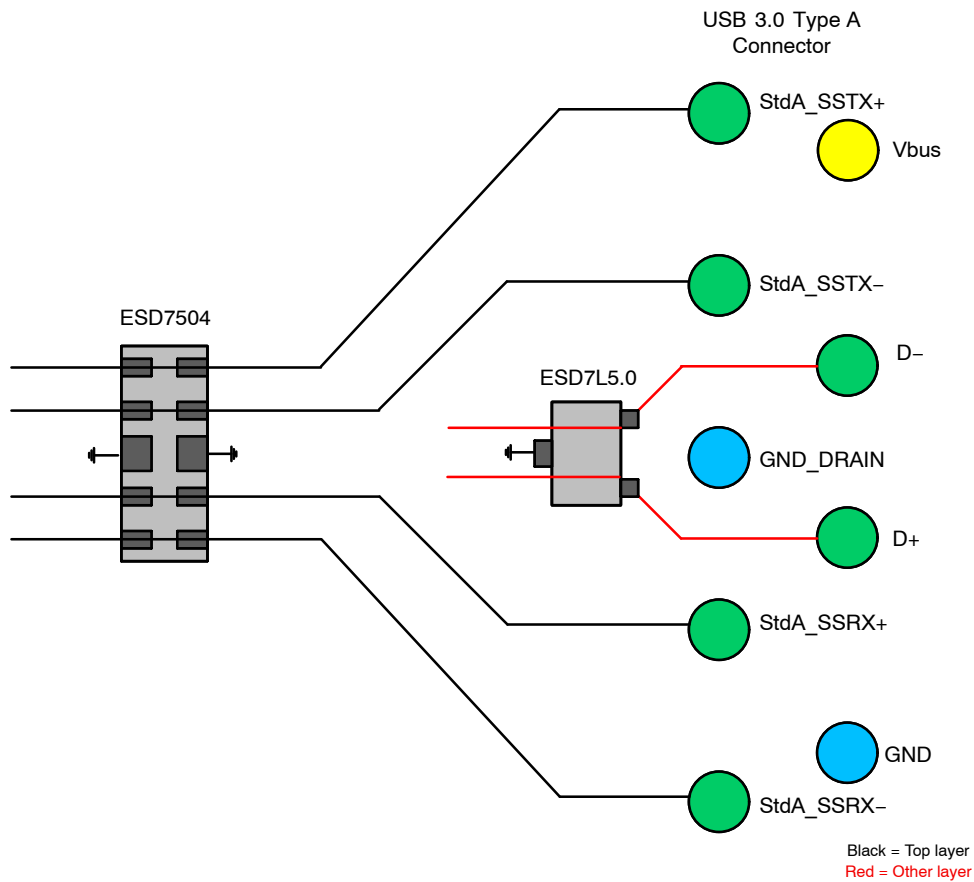 USB 3.0 Type A
Connector
StdA_SSTX+
Vbus
StdA_SSTX−
ESD7504
D−
ESD7L5.0
GND_DRAIN
D+
StdA_SSRX+
GND
StdA_SSRX−
Black = Top layer
Red = Other layer